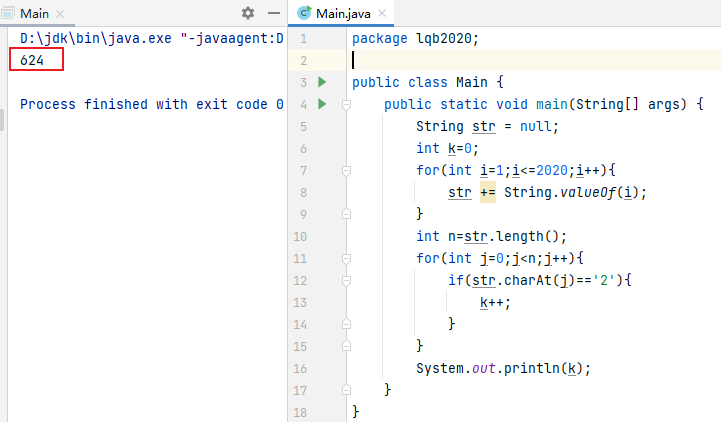 Main
D:\jdk\bin\java.exe "-javaagent:D
624
Process finished with exit code 0
Main.java
1 package lqb2020;
2
3 public class Main {
4 public static void main(String[] args) {
5 String str = null;
6 int k=0;
7 for(int i=1;i<=2020;i++){
8 str += String.valueOf(i);
9 }
10 int n=str.length();
11 for(int j=0;j<n;j++){
12 if(str.charAt(j)=='2'){
13 k++;
14 }
15 }
16 System.out.println(k);
17 }
18 }